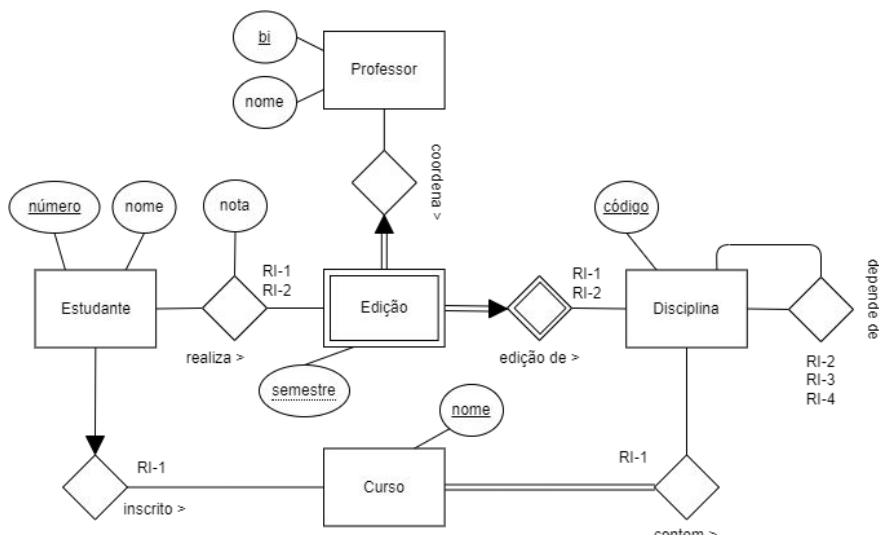 bi
Professor
nome
coordena >
número
nome
nota
código
RI-1
RI-2
RI-1
RI-2
Estudante
Edição
Disciplina
depende de
realiza >
edição de >
RI-2
RI-3
RI-4
semestre
nome
RI-1
RI-1
Curso
inscrito >
contem >